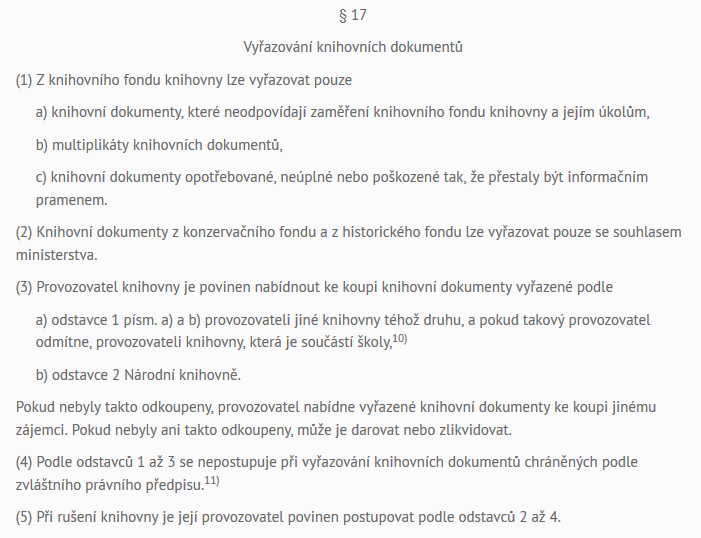 § 17
Vyřazování knihovních dokumentů
(1) Z knihovního fondu knihovny lze vyřazovat pouze
a) knihovní dokumenty, které neodpovídají zaměření knihovního fondu knihovny a jejím úkolům,
b) multiplikáty knihovních dokumentů,
c) knihovní dokumenty opotřebované, neúplné nebo poškozené tak, že přestaly být informačním
pramenem.
(2) Knihovní dokumenty z konzervačního fondu a z historického fondu lze vyřazovat pouze se souhlasem
ministerstva.
(3) Provozovatel knihovny je povinen nabídnout ke koupi knihovní dokumenty vyřazené podle
a) odstavce 1 písm. a) a b) provozovateli jiné knihovny téhož druhu, a pokud takový provozovatel
odmítne, provozovateli knihovny, která je součástí školy,10)
b) odstavce 2 Národní knihovně.
Pokud nebyly takto odkoupeny, provozovatel nabídne vyřazené knihovní dokumenty ke koupi jinému
zájemci. Pokud nebyly ani takto odkoupeny, může je darovat nebo zlikvidovat.
(4) Podle odstavců 1 až 3 se nepostupuje při vyřazování knihovních dokumentů chráněných podle
zvláštního právního předpisu.11)
(5) Při rušení knihovny je její provozovatel povinen postupovat podle odstavců 2 až 4.